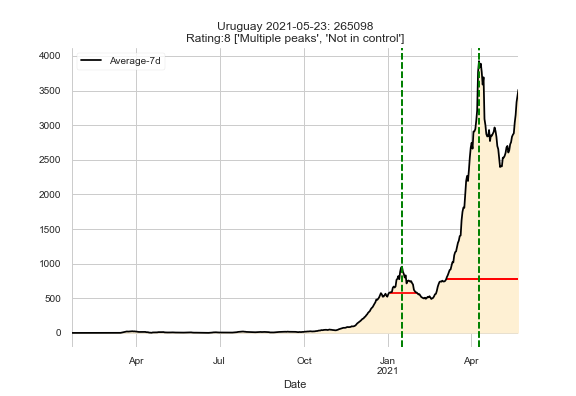 Uruguay 2021-05-23: 265098
Rating:8 ['Multiple peaks', 'Not in control']
Average-7d
4000
3500
3000
2500
2000
1500
1000
500
0
Apr Jul Oct Jan Apr
2021
Date